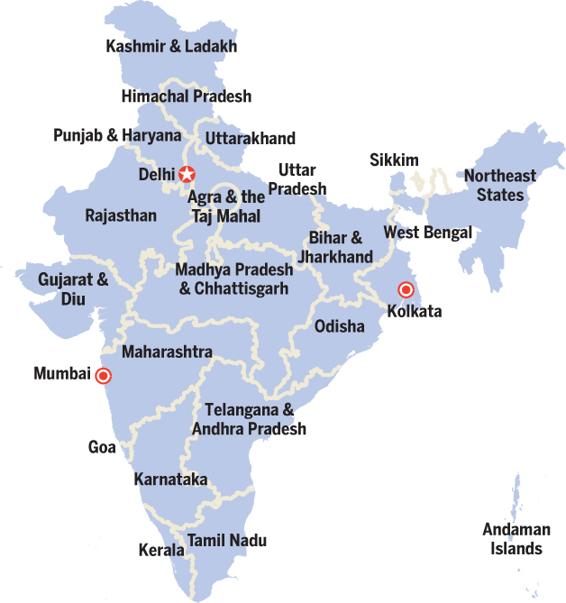 Kashmir & Ladakh
Himachal Pradesh
Punjab & Haryana
Uttarakhand
Delhi
Uttar
Pradesh
Sikkim
Northeast
States
Agra & the
Taj Mahal
Rajasthan
Bihar &
Jharkhand
West Bengal
Gujarat &
Diu
Madhya Pradesh
& Chhattisgarh
Kolkata
Odisha
Maharashtra
Mumbai
Telangana &
Andhra Pradesh
Goa
Karnataka
Andaman
Islands
Kerala
Tamil Nadu